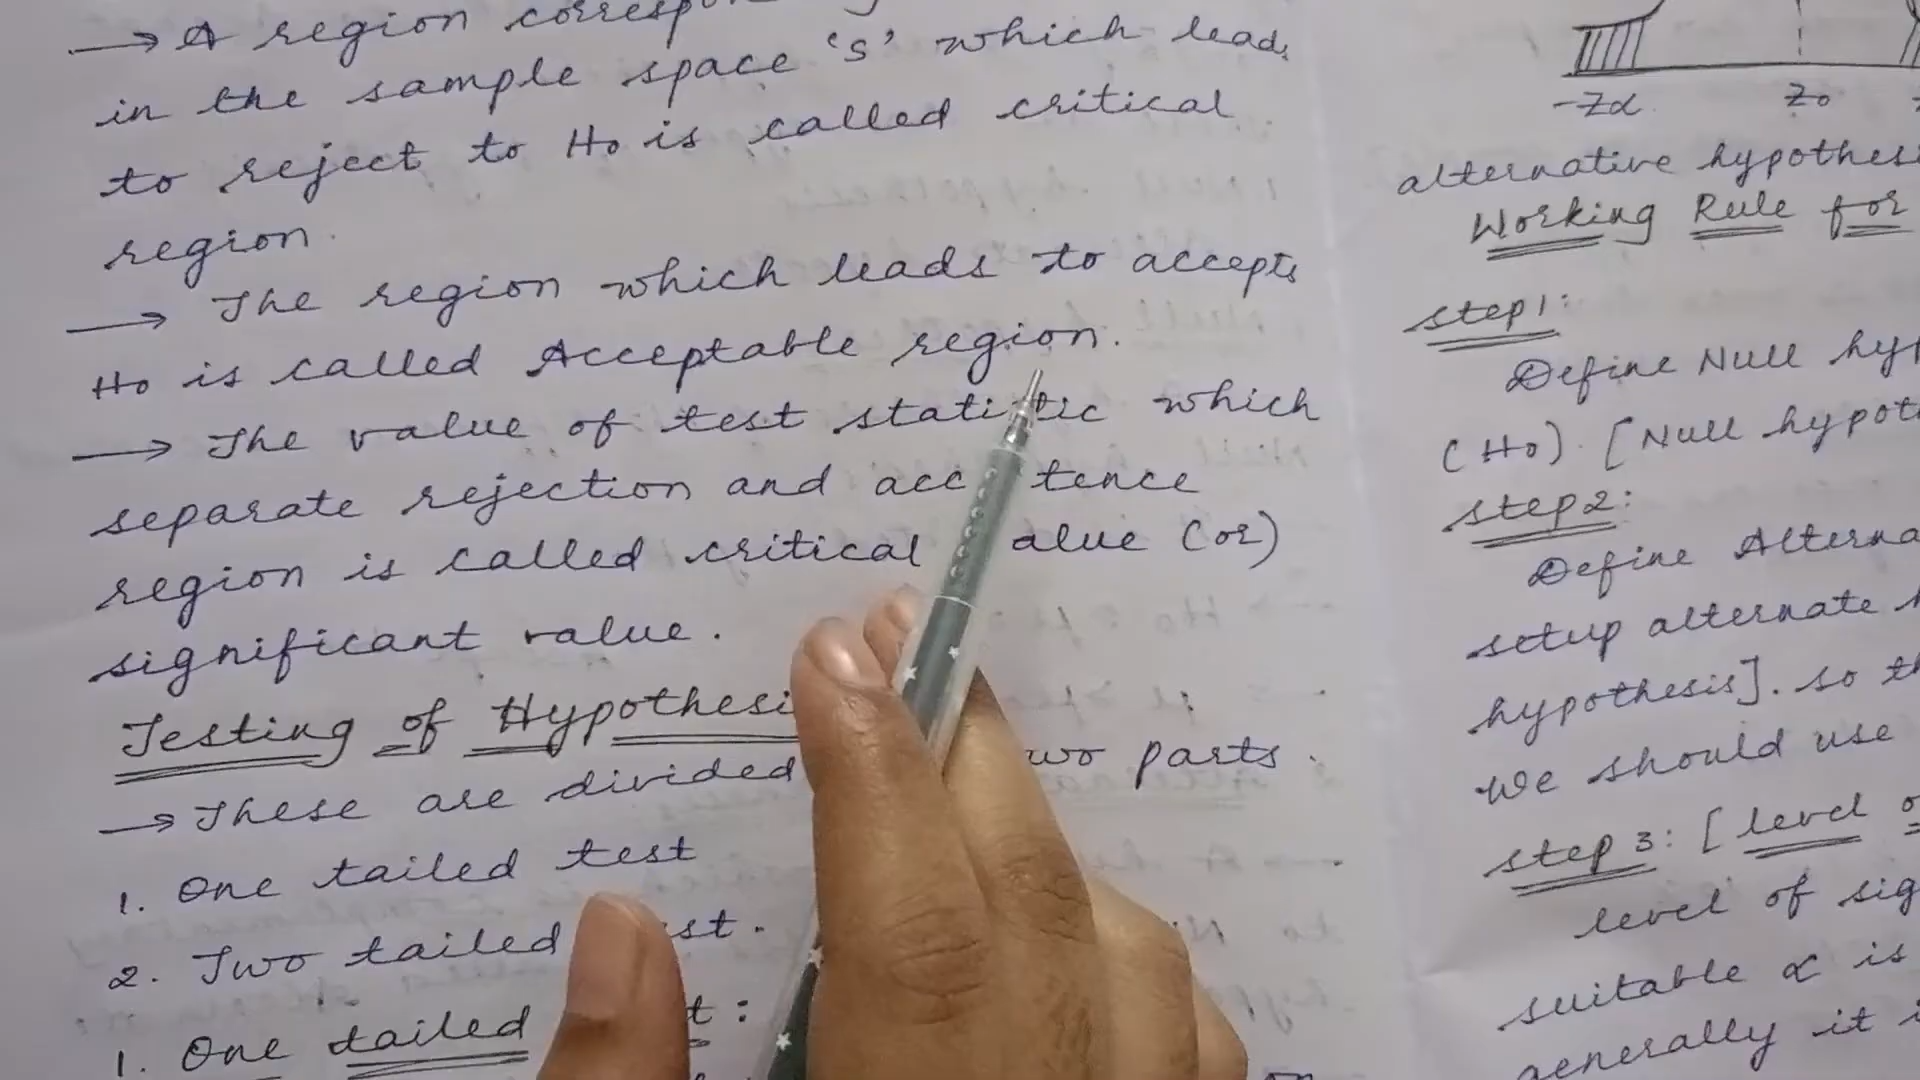 → A region
in the sample space 's' which leads
to reject to Ho is called critical
region.
→ The region which leads to accepts
Ho is called Acceptable region.
→ The value of test statistic which
separate rejection and acc tence
region is called critical alue (or)
significant value.
Testing of Hypothesi
→ These are divided wo parts.
1. One tailed test
2. Two tailed st.
1. One tailed t:
-Zα Zo
alternative hypothesi
Working Rule for
step1:
Define Null hyp
(Ho). [Null hypot
step2:
Define Alterna
setup alternate h
hypothesis]. so th
We should use
step 3: [level o
level of sig
suitable α is
generally it i